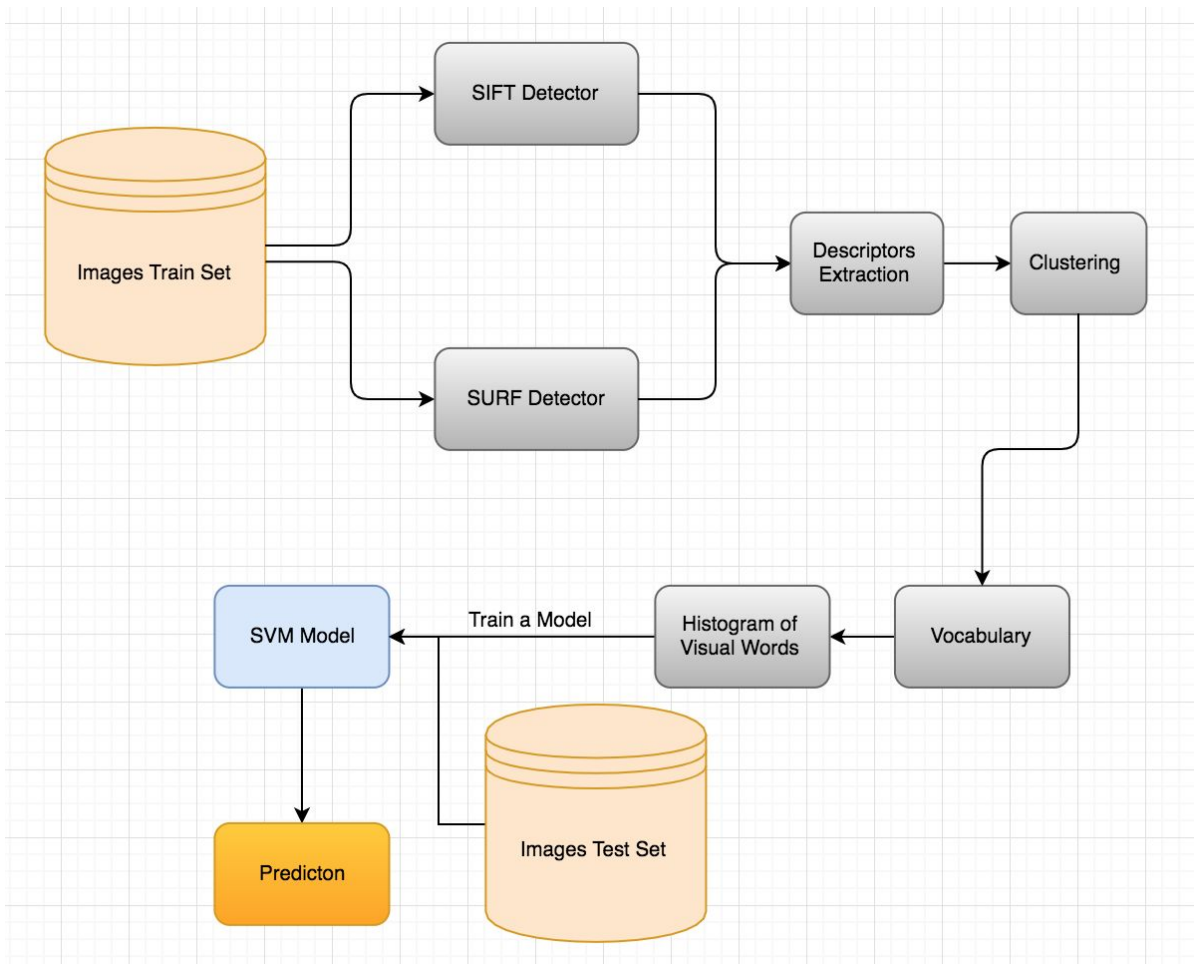 SIFT Detector
Images Train Set
Descriptors
Extraction
Clustering
SURF Detector
SVM Model
Train a Model
Histogram of
Visual Words
Vocabulary
Images Test Set
Predicton